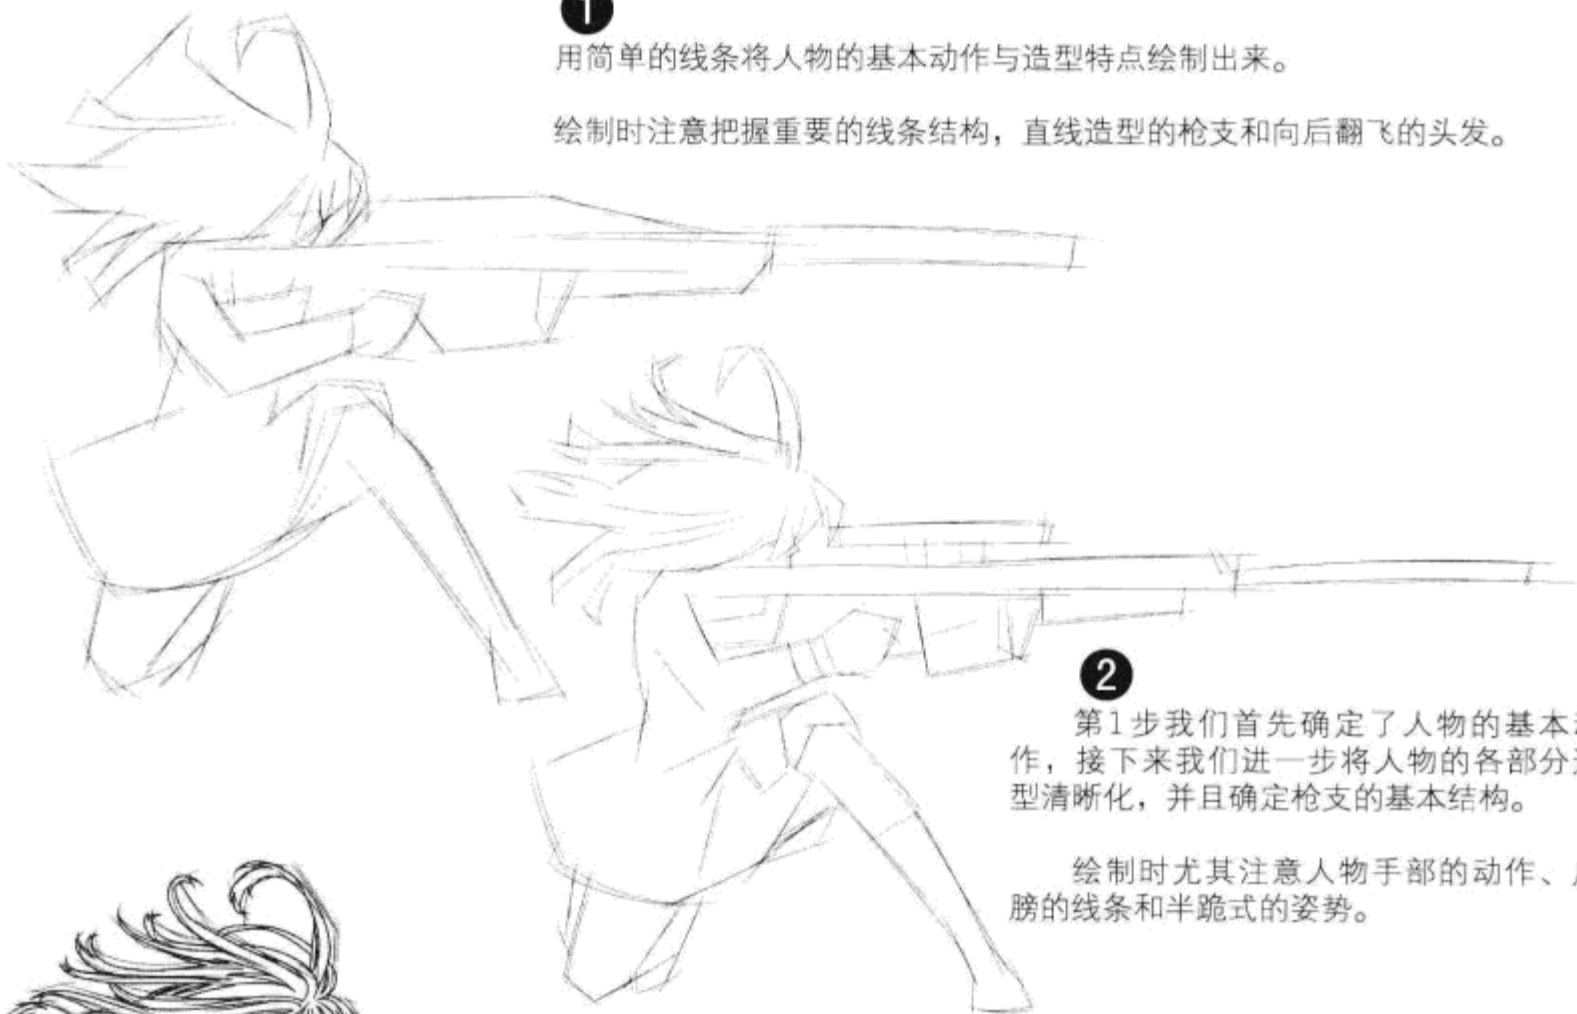 1
用简单的线条将人物的基本动作与造型特点绘制出来。
绘制时注意把握重要的线条结构，直线造型的枪支和向后翻飞的头发。
2
第1步我们首先确定了人物的基本
作，接下来我们进一步将人物的各部分
型清晰化，并且确定枪支的基本结构。
绘制时尤其注意人物手部的动作、
膀的线条和半跪式的姿势。